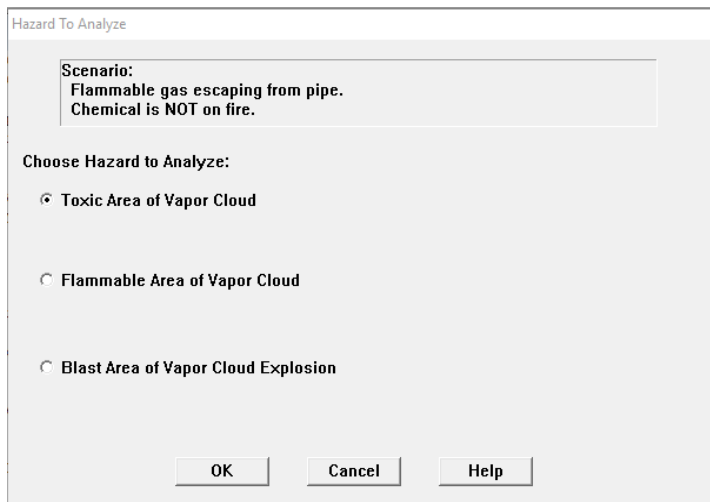 Hazard To Analyze
Scenario:
Flammable gas escaping from pipe.
Chemical is NOT on fire.
Choose Hazard to Analyze:
Toxic Area of Vapor Cloud
Flammable Area of Vapor Cloud
Blast Area of Vapor Cloud Explosion
OK Cancel Help